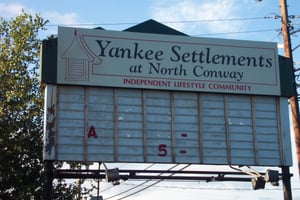 Yankee Settlements
at North Conway
INDEPENDENT LIFESTYLE COMMUNITY
A -
5 -